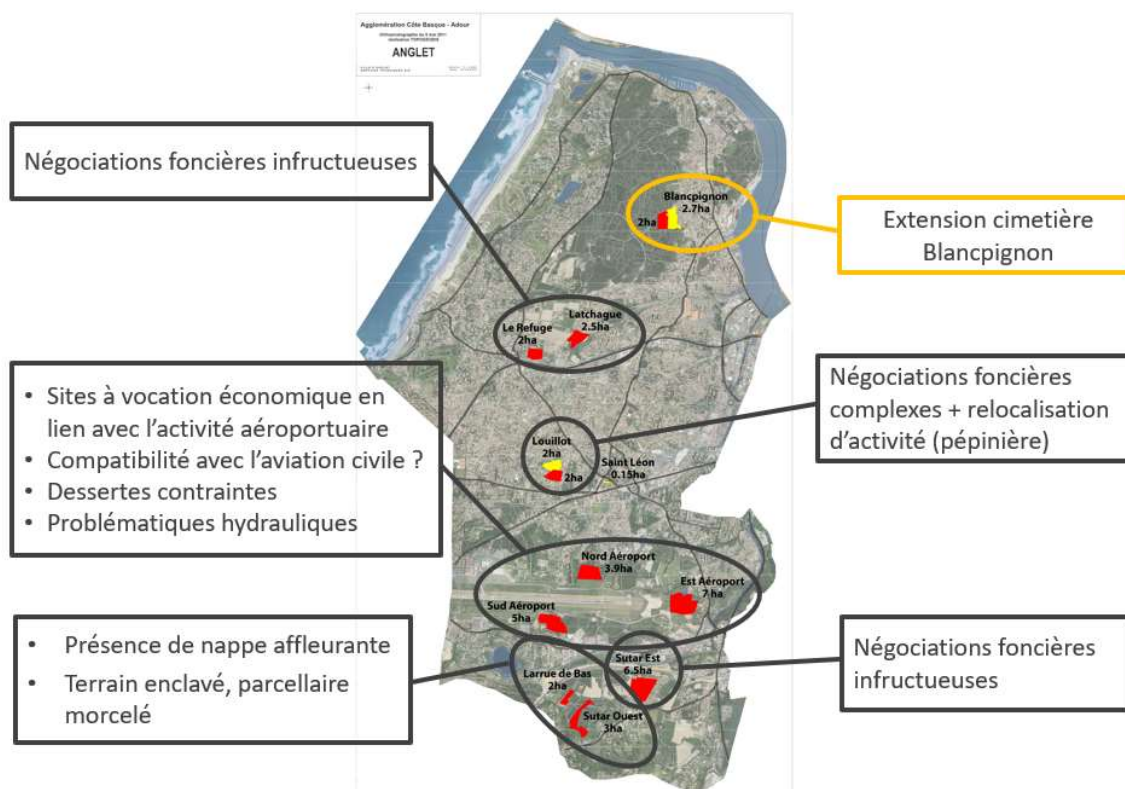 Agglomération Côte Basque - Adour
ANGLET
Négociations foncières infructueuses
Blancpignon
2.7ha
2ha
Extension cimetière
Blancpignon
Latchague
2.5ha
Le Refuge
2ha
• Sites à vocation économique en
lien avec l’activité aéroportuaire
• Compatibilité avec l’aviation civile ?
• Dessertes contraintes
• Problématiques hydrauliques
Négociations foncières
complexes + relocalisation
d’activité (pépinière)
Louillot
2ha
2ha
Saint Léon
0.15ha
Nord Aéroport
3.9ha
Est Aéroport
7 ha
Sud Aéroport
5ha
• Présence de nappe affleurante
• Terrain enclavé, parcellaire
morcelé
Sutar Est
6.5ha
Larrue de Bas
2ha
Sutar Ouest
3ha
Négociations foncières
infructueuses